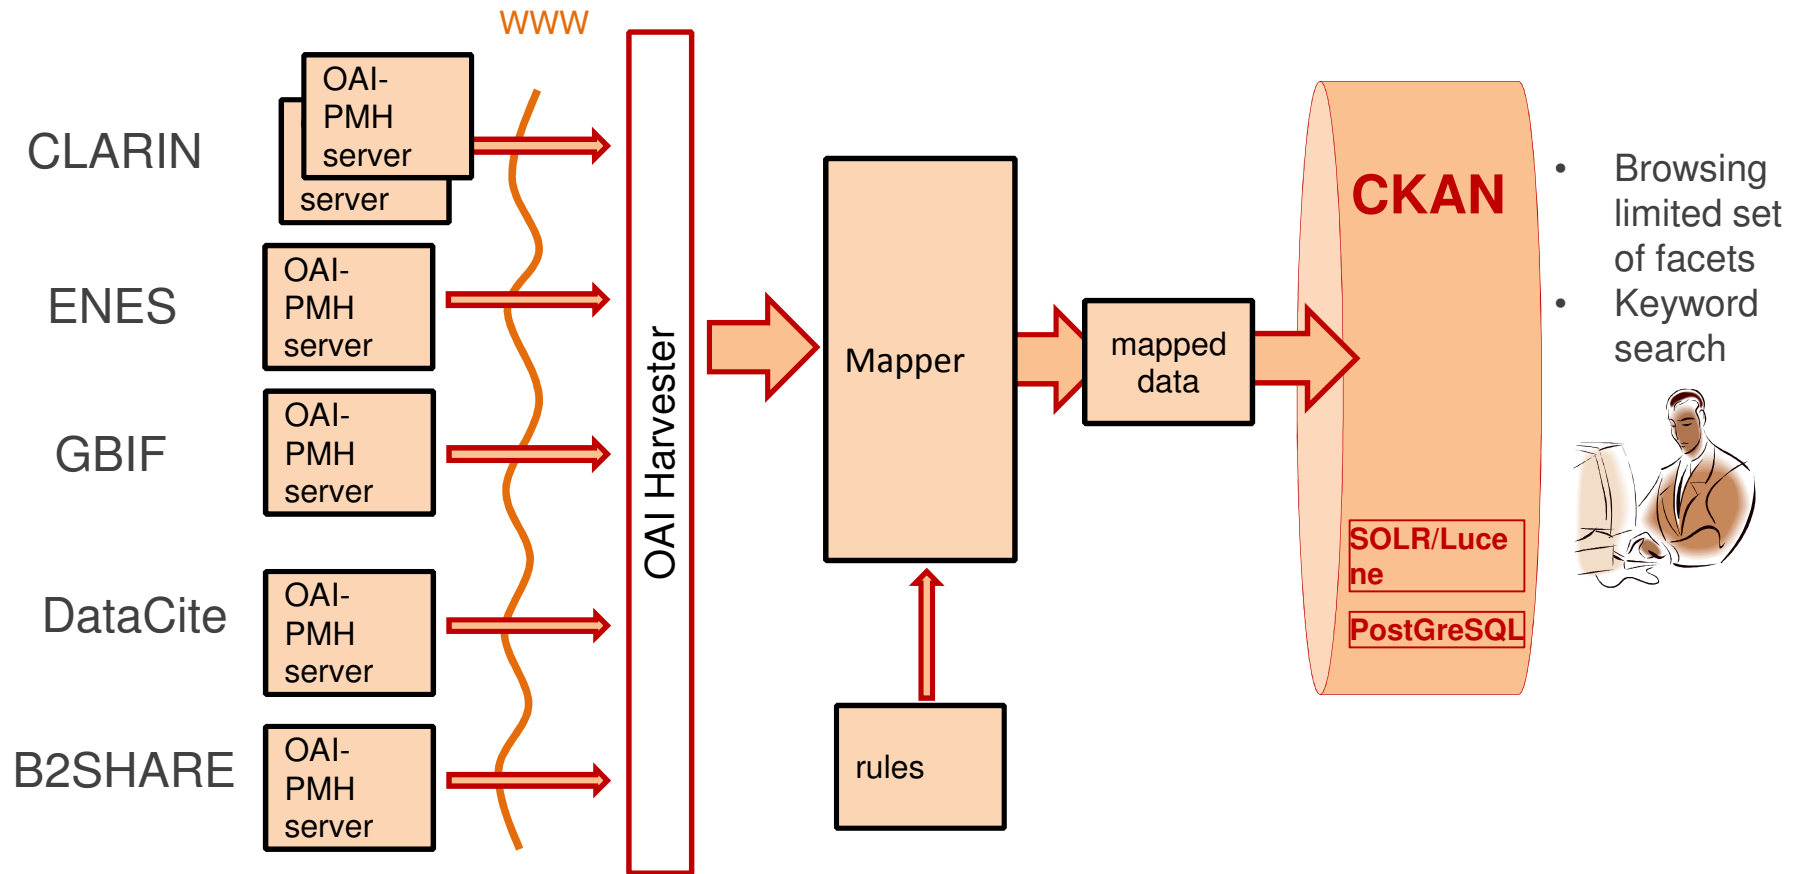 WWW
CLARIN
OAI-
PMH
server
server
ENES
OAI-
PMH
server
GBIF
OAI-
PMH
server
DataCite
OAI-
PMH
server
B2SHARE
OAI-
PMH
server
OAI Harvester
Mapper
rules
mapped
data
CKAN
SOLR/Luce
ne
PostGreSQL
• Browsing
limited set
of facets
• Keyword
search